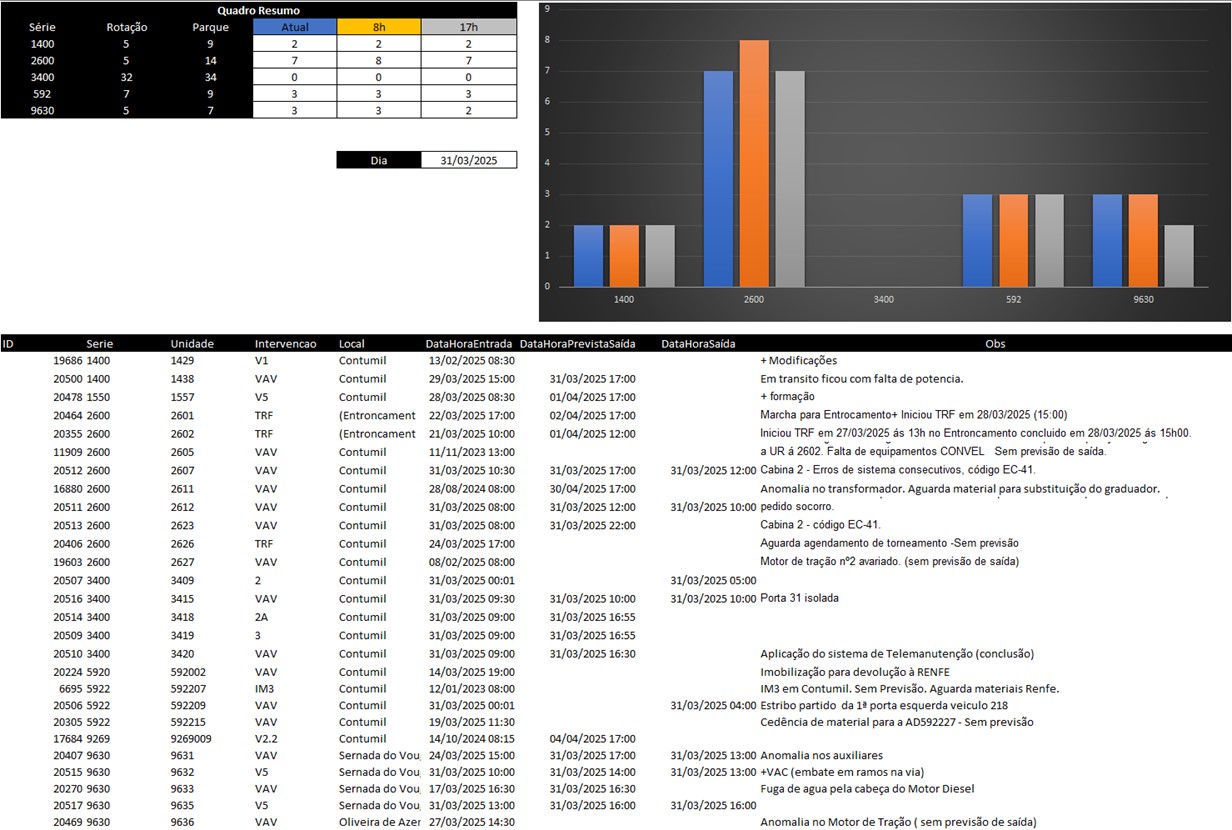 Quadro Resumo
Série Rotação Parque Atual 8h 17h
1400 5 9 2 2 2
2600 5 14 7 8 7
3400 32 34 0 0 0
592 7 9 3 3 3
9630 5 7 3 3 2
Dia 31/03/2025
9
8
7
6
5
4
3
2
1
0
1400 2600 3400 592 9630
ID Serie Unidade Intervencao Local DataHoraEntrada DataHoraPrevistaSaída DataHoraSaída Obs
19686 1400 1429 V1 Contumil 13/02/2025 08:30 + Modificações
20500 1400 1438 VAV Contumil 29/03/2025 15:00 31/03/2025 17:00 Em transito ficou com falta de potencia.
20478 1550 1557 V5 Contumil 28/03/2025 08:30 01/04/2025 17:00 + formação
20464 2600 2601 TRF (Entroncament 22/03/2025 17:00 02/04/2025 17:00 Marcha para Entrocamento+ Iniciou TRF em 28/03/2025 (15:00)
20355 2600 2602 TRF (Entroncament 21/03/2025 10:00 01/04/2025 12:00 Iniciou TRF em 27/03/2025 ás 13h no Entroncamento concluido em 28/03/2025 ás 15h00.
11909 2600 2605 VAV Contumil 11/11/2023 13:00 a UR á 2602. Falta de equipamentos CONVEL Sem previsão de saída.
20512 2600 2607 VAV Contumil 31/03/2025 10:30 31/03/2025 17:00 31/03/2025 12:00 Cabina 2 - Erros de sistema consecutivos, código EC-41.
16880 2600 2611 VAV Contumil 28/08/2024 08:00 30/04/2025 17:00 Anomalia no transformador. Aguarda material para substituição do graduador.
20511 2600 2612 VAV Contumil 31/03/2025 08:00 31/03/2025 12:00 31/03/2025 10:00 pedido socorro.
20513 2600 2623 VAV Contumil 31/03/2025 08:00 31/03/2025 22:00 Cabina 2 - código EC-41.
20406 2600 2626 TRF Contumil 24/03/2025 17:00 Aguarda agendamento de torneamento -Sem previsão
19603 2600 2627 VAV Contumil 08/02/2025 08:00 Motor de tração nº2 avariado. (sem previsão de saída)
20507 3400 3409 2 Contumil 31/03/2025 00:01 31/03/2025 05:00
20516 3400 3415 VAV Contumil 31/03/2025 09:30 31/03/2025 10:00 31/03/2025 10:00 Porta 31 isolada
20514 3400 3418 2A Contumil 31/03/2025 09:00 31/03/2025 16:55
20509 3400 3419 3 Contumil 31/03/2025 09:00 31/03/2025 16:55
20510 3400 3420 VAV Contumil 31/03/2025 09:00 31/03/2025 16:30 Aplicação do sistema de Telemanutenção (conclusão)
20224 5920 592002 VAV Contumil 14/03/2025 19:00 Imobilização para devolução à RENFE
6695 5922 592207 IM3 Contumil 12/01/2023 08:00 IM3 em Contumil. Sem Previsão. Aguarda materiais Renfe.
20506 5922 592209 VAV Contumil 31/03/2025 00:01 31/03/2025 04:00 Estribo partido da 1ª porta esquerda veiculo 218
20305 5922 592215 VAV Contumil 19/03/2025 11:30 Cedência de material para a AD592227 - Sem previsão
17684 9269 9269009 V2.2 Contumil 14/10/2024 08:15 04/04/2025 17:00
20407 9630 9631 VAV Sernada do Vou, 24/03/2025 15:00 31/03/2025 17:00 31/03/2025 13:00 Anomalia nos auxiliares
20515 9630 9632 V5 Sernada do Vou, 31/03/2025 10:00 31/03/2025 14:00 31/03/2025 13:00 +VAC (embate em ramos na via)
20270 9630 9633 VAV Sernada do Vou, 17/03/2025 16:30 31/03/2025 16:30 Fuga de agua pela cabeça do Motor Diesel
20517 9630 9635 V5 Sernada do Vou, 31/03/2025 13:00 31/03/2025 16:00 31/03/2025 16:00
20469 9630 9636 VAV Oliveira de Azer 27/03/2025 14:30 Anomalia no Motor de Tração ( sem previsão de saída)